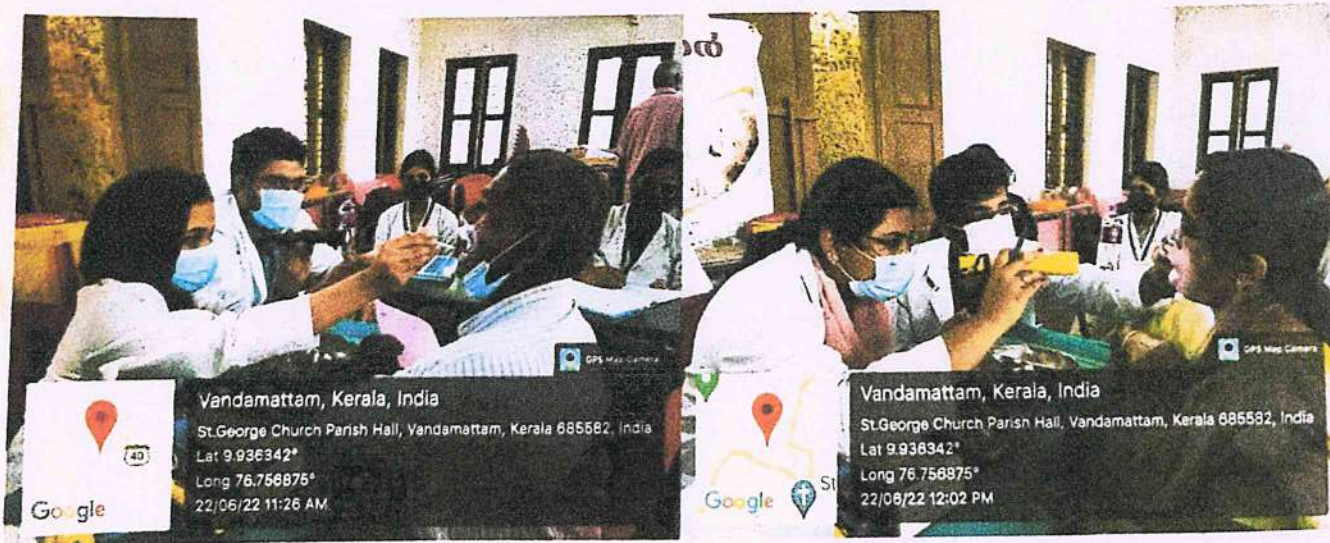 GPS Map Camera
Vandamattam, Kerala, India
St.George Church Parish Hall, Vandamattam, Kerala 685582, India
Lat 9.936342°
Long 76.756875°
22/06/22 11:26 AM
40
Google
GPS Map Camera
Vandamattam, Kerala, India
St.George Church Parish Hall, Vandamattam, Kerala 685582, India
Lat 9.936342°
Long 76.756875°
22/06/22 12:02 PM
Google
St